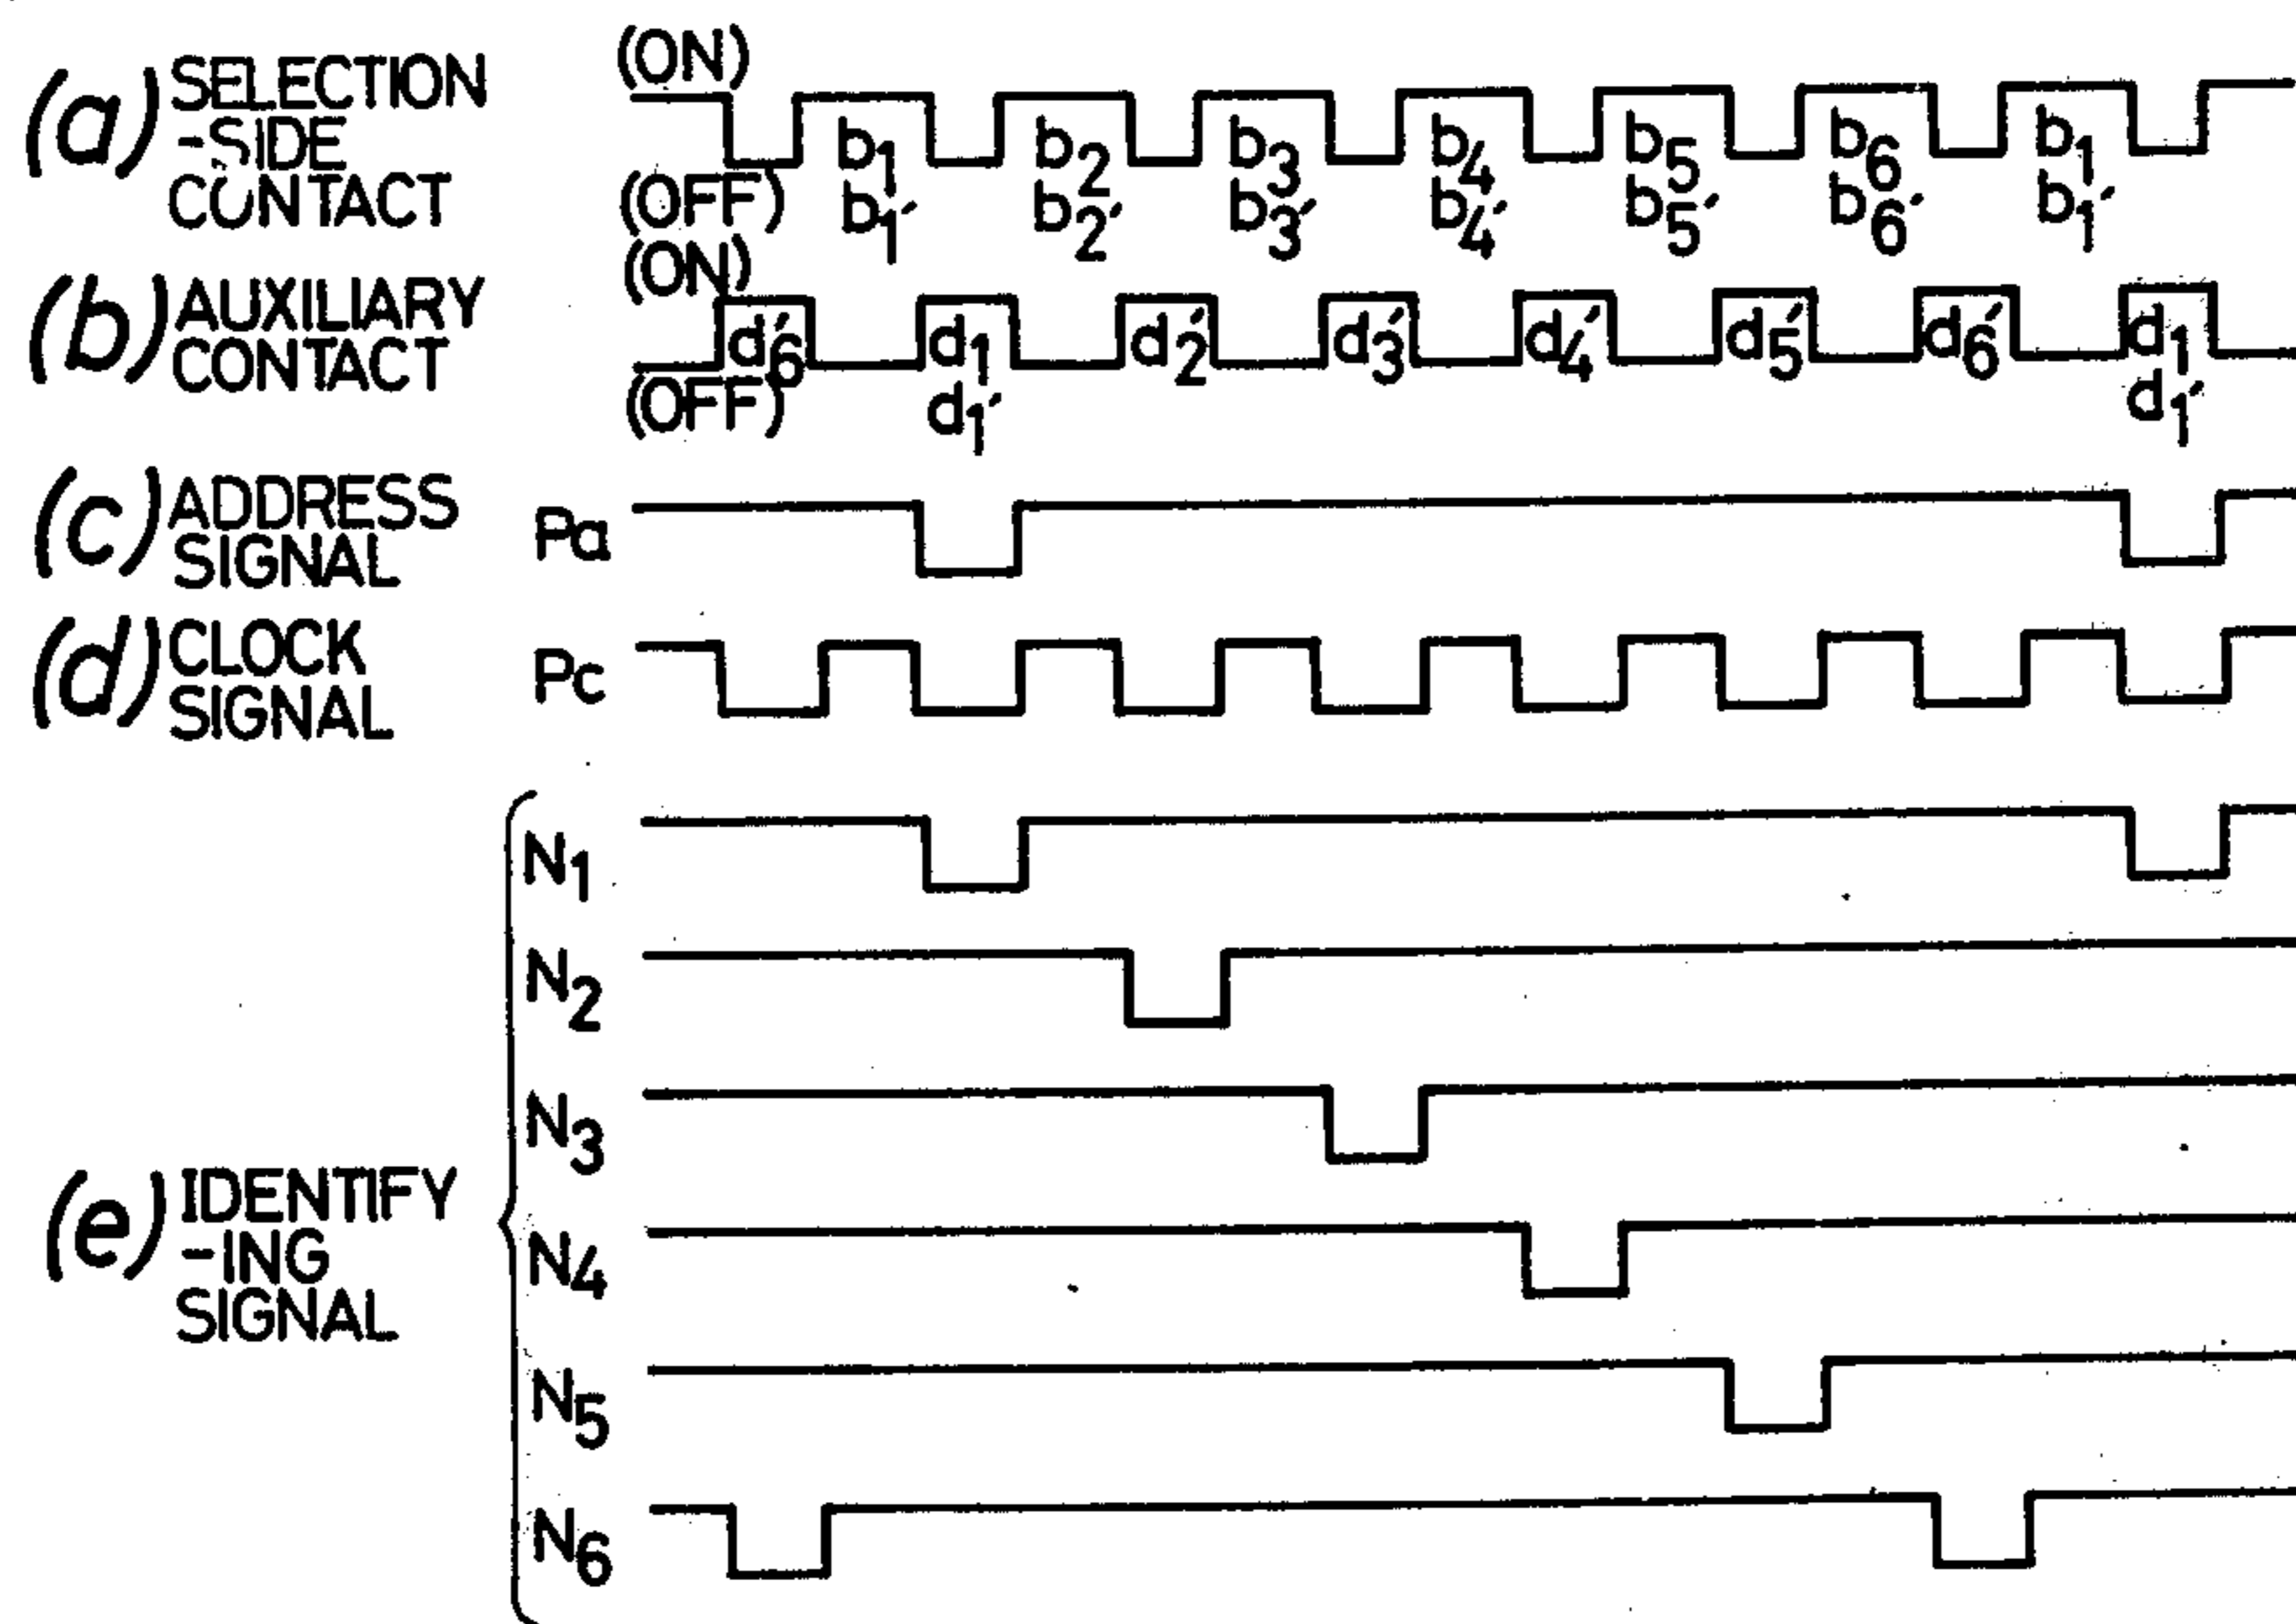 (a) SELECTION
-SIDE
CONTACT
(ON)
(OFF)
b1 b2 b3 b4 b5 b6 b1
b1' b2' b3' b4' b5' b6' b1'
(b) AUXILIARY
CONTACT
(ON)
(OFF)
d6' d1 d2' d3' d4' d5' d6' d1
d1' d1'
(c) ADDRESS
SIGNAL
Pa
(d) CLOCK
SIGNAL
Pc
(e) IDENTIFY
-ING
SIGNAL
N1
N2
N3
N4
N5
N6